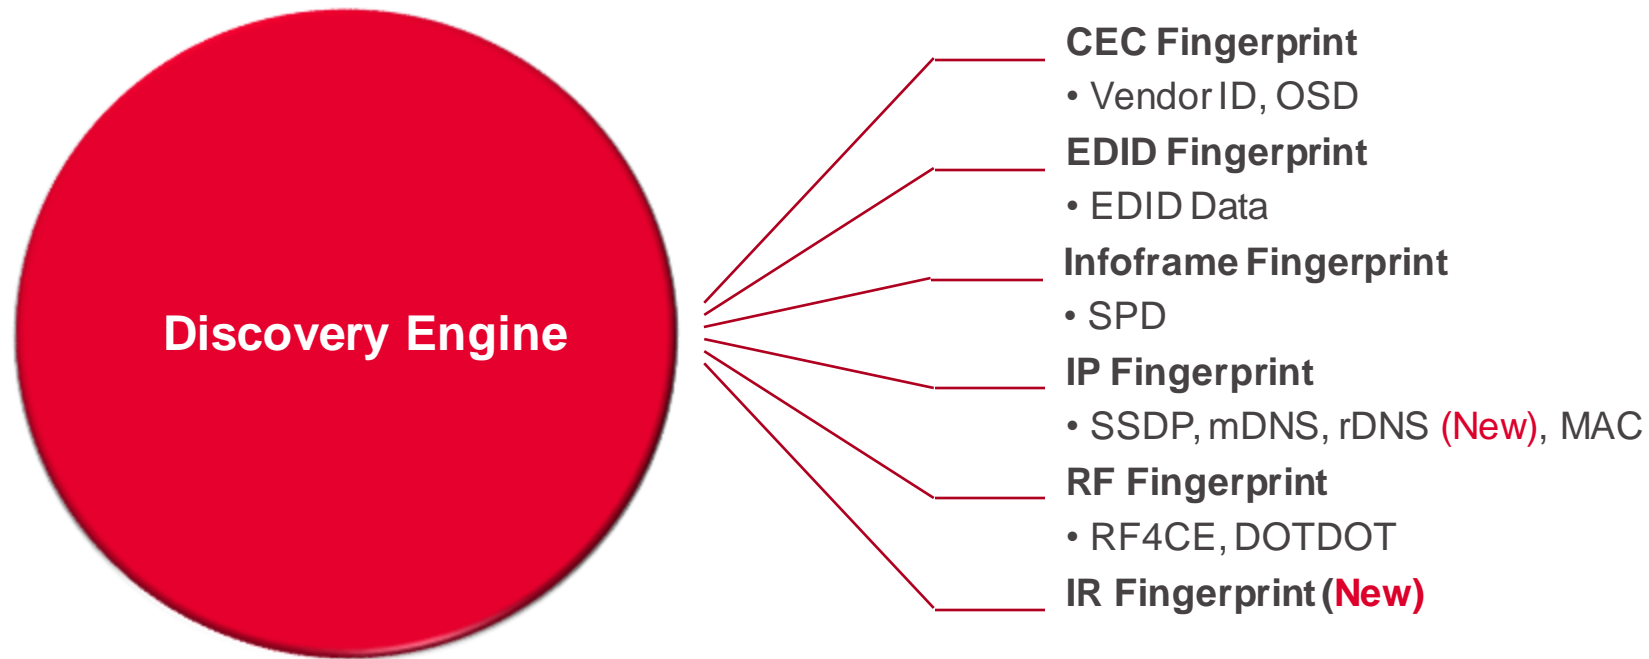 Discovery Engine
CEC Fingerprint
• Vendor ID, OSD
EDID Fingerprint
• EDID Data
Infoframe Fingerprint
• SPD
IP Fingerprint
• SSDP, mDNS, rDNS (New), MAC
RF Fingerprint
• RF4CE, DOTDOT
IR Fingerprint (New)